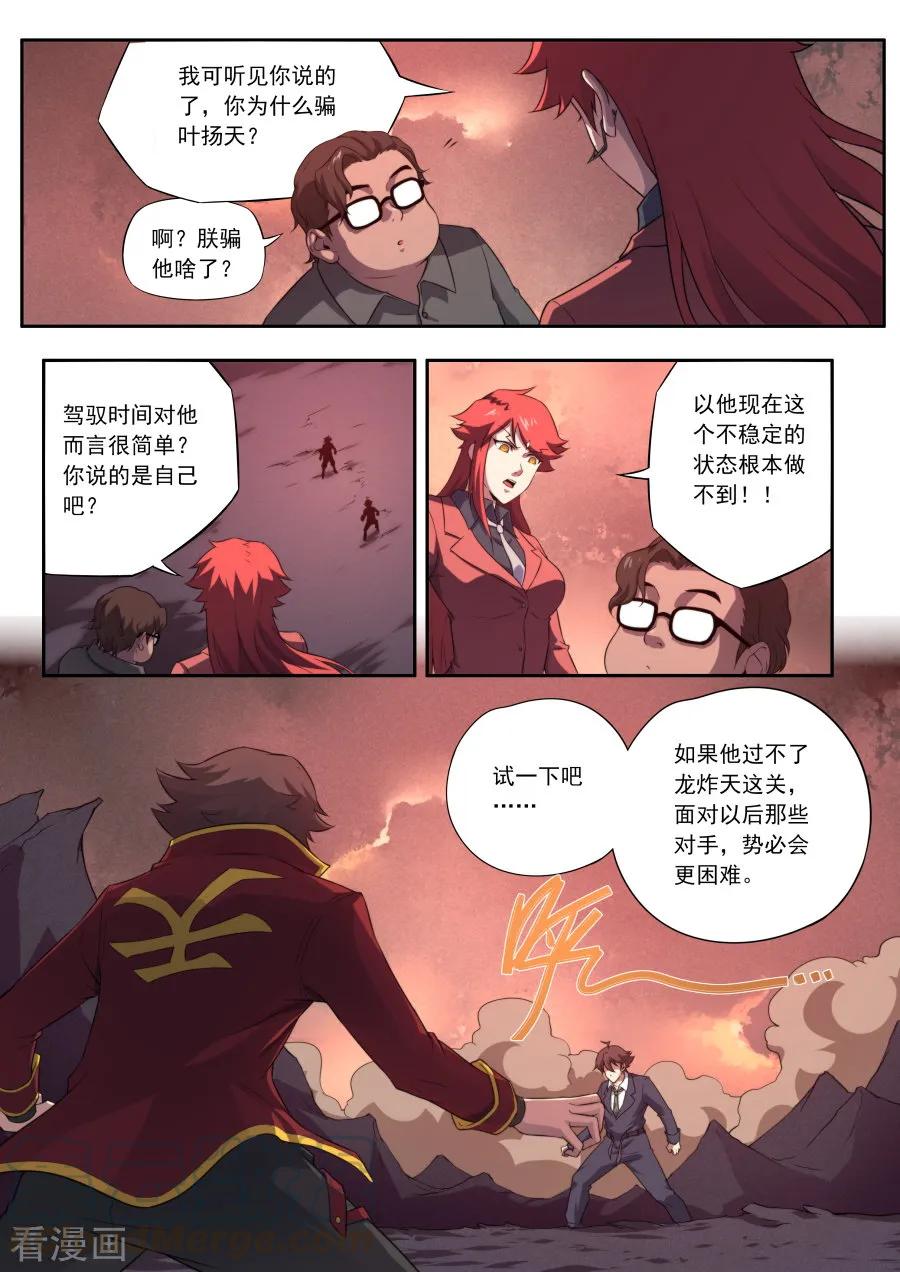 我可听见你说的
了，你为什么骗
叶扬天？
啊？朕骗
他啥了？
驾驭时间对他
而言很简单？
你说的是自己
吧？
以他现在这
个不稳定的
状态根本做
不到！！
试一下吧
……
如果他过不了
龙炸天这关，
面对以后那些
对手，势必会
更困难。
呼…
天
看漫画